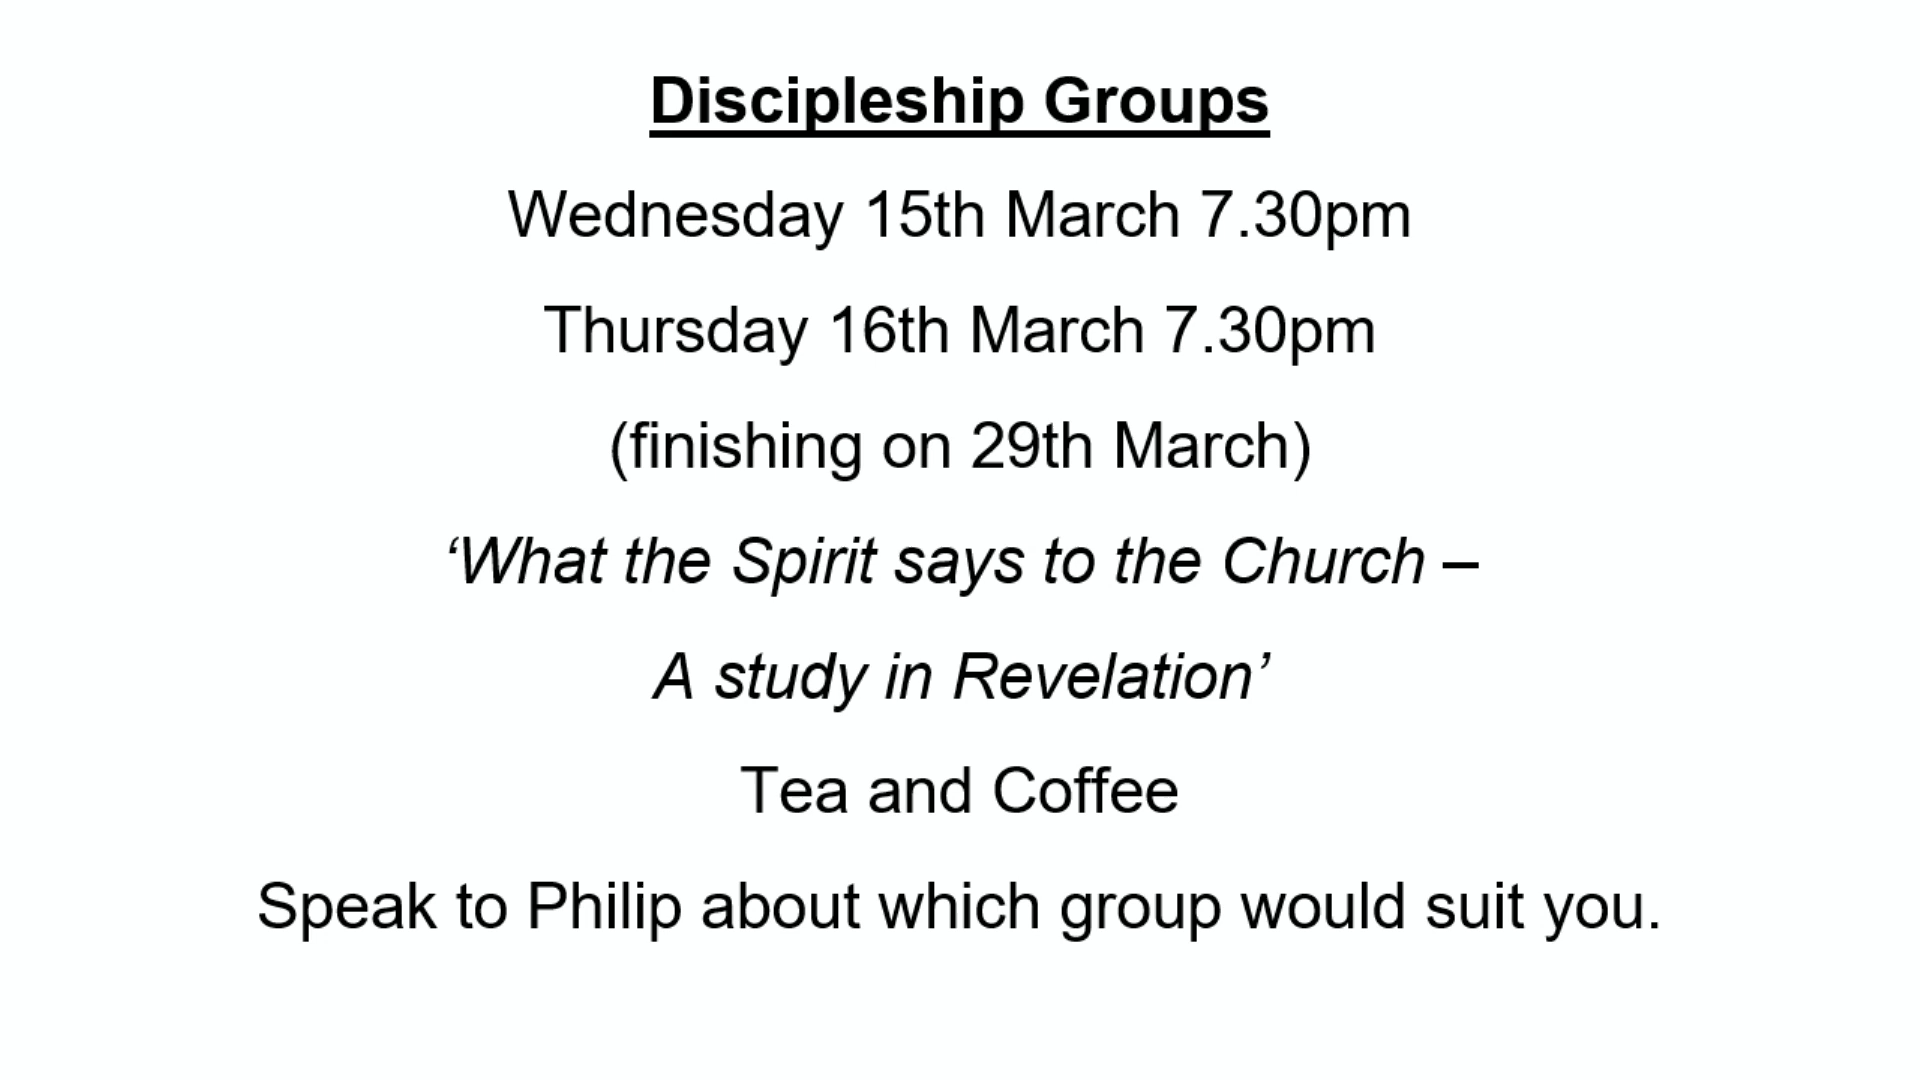 Discipleship Groups
Wednesday 15th March 7.30pm
Thursday 16th March 7.30pm
(finishing on 29th March)
‘What the Spirit says to the Church –
A study in Revelation’
Tea and Coffee
Speak to Philip about which group would suit you.